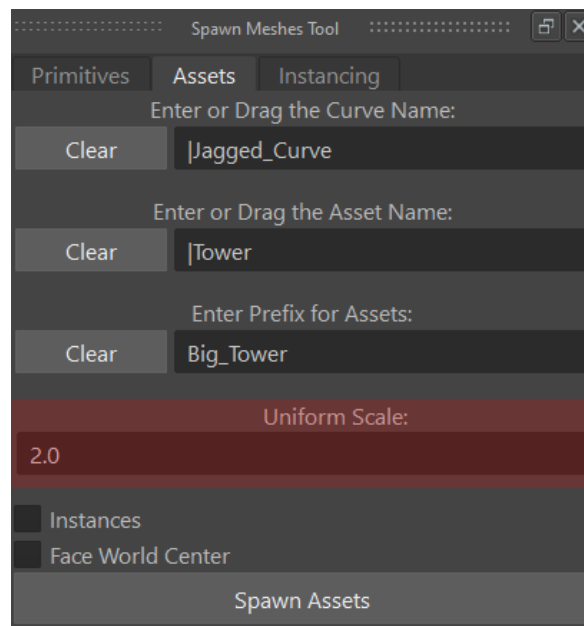 Spawn Meshes Tool
Primitives Assets Instancing
Enter or Drag the Curve Name:
Clear |Jagged_Curve
Enter or Drag the Asset Name:
Clear |Tower
Enter Prefix for Assets:
Clear Big_Tower
Uniform Scale:
2.0
Instances
Face World Center
Spawn Assets